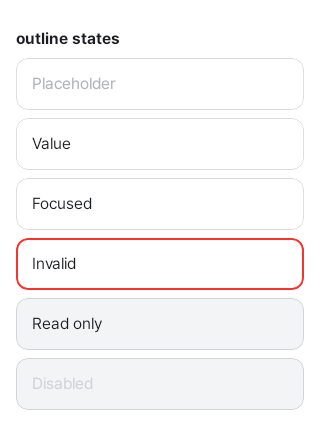 outline states
Placeholder
Value
Focused
Invalid
Read only
Disabled